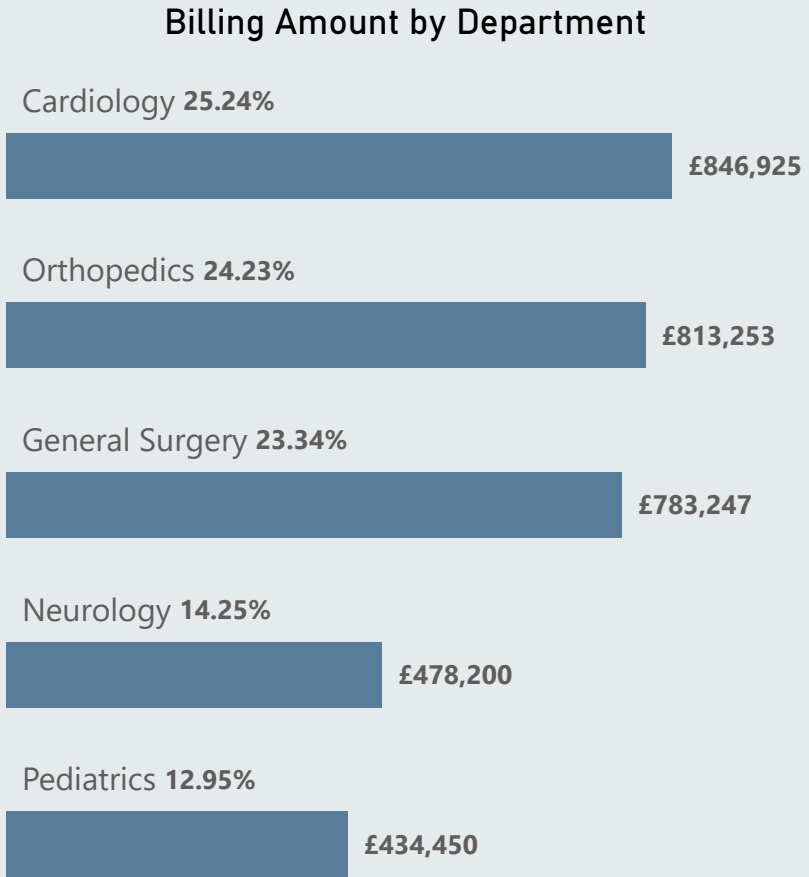 Billing Amount by Department
Cardiology 25.24%
£846,925
Orthopedics 24.23%
£813,253
General Surgery 23.34%
£783,247
Neurology 14.25%
£478,200
Pediatrics 12.95%
£434,450